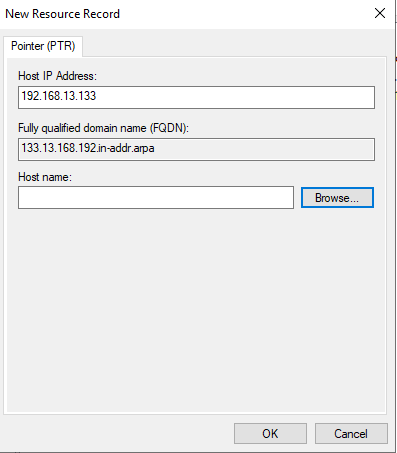 New Resource Record
Pointer (PTR)
Host IP Address:
192.168.13.133
Fully qualified domain name (FQDN):
133.13.168.192.in-addr.arpa
Host name:
Browse...
OK Cancel